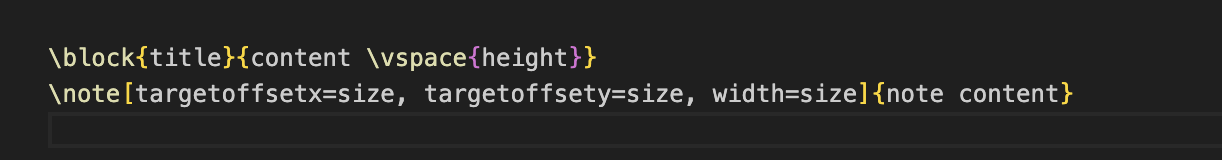 \block{title}{content \vspace{height}}
\note[targetoffsetx=size, targetoffsety=size, width=size]{note content}